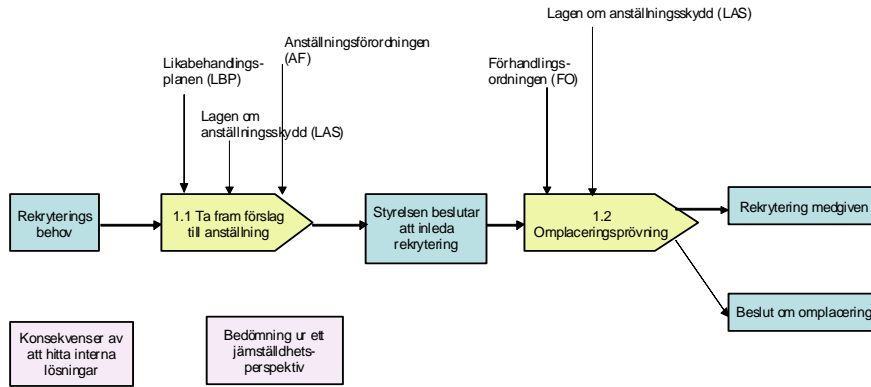 Lagen om anställningsskydd (LAS)
Anställningsförordningen
(AF)
Likabehandlings-
planen (LBP)
Förhandlings-
ordningen (FO)
Lagen om
anställningsskydd (LAS)
Rekryterings
behov
1.1 Ta fram förslag
till anställning
Styrelsen beslutar
att inleda
rekrytering
1.2
Omplaceringsprövning
Rekrytering medgiven
Beslut om omplacering
Konsekvenser av
att hitta interna
lösningar
Bedömning ur ett
jämställdhets-
perspektiv